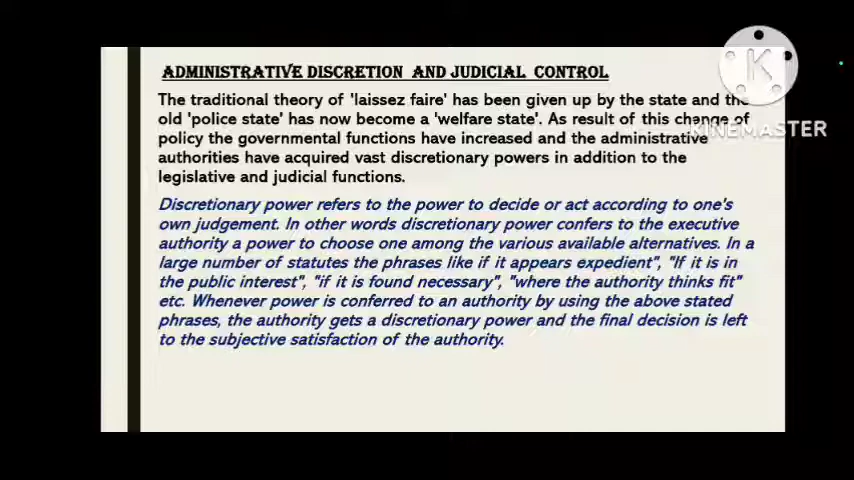 ADMINISTRATIVE DISCRETION AND JUDICIAL CONTROL
The traditional theory of 'laissez faire' has been given up by the state and the
old 'police state' has now become a 'welfare state'. As result of this change of
policy the governmental functions have increased and the administrative
authorities have acquired vast discretionary powers in addition to the
legislative and judicial functions.
Discretionary power refers to the power to decide or act according to one's
own judgement. In other words discretionary power confers to the executive
authority a power to choose one among the various available alternatives. In a
large number of statutes the phrases like if it appears expedient", "If it is in
the public interest", "if it is found necessary", "where the authority thinks fit"
etc. Whenever power is conferred to an authority by using the above stated
phrases, the authority gets a discretionary power and the final decision is left
to the subjective satisfaction of the authority.
K
KINEMASTER